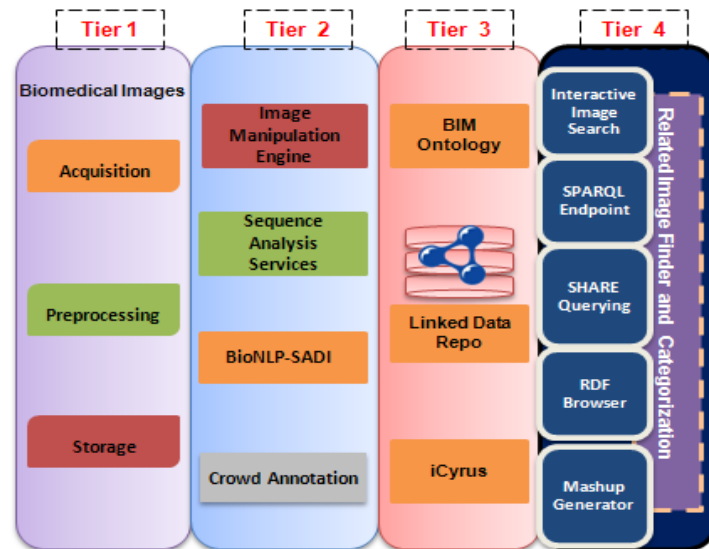 Tier 1
Biomedical Images
Acquisition
Preprocessing
Storage
Tier 2
Image
Manipulation
Engine
Sequence
Analysis
Services
BioNLP-SADI
Crowd Annotation
Tier 3
BIM
Ontology
Linked Data
Repo
iCyrus
Tier 4
Interactive
Image
Search
SPARQL
Endpoint
SHARE
Querying
RDF
Browser
Mashup
Generator
Related Image Finder and Categorization